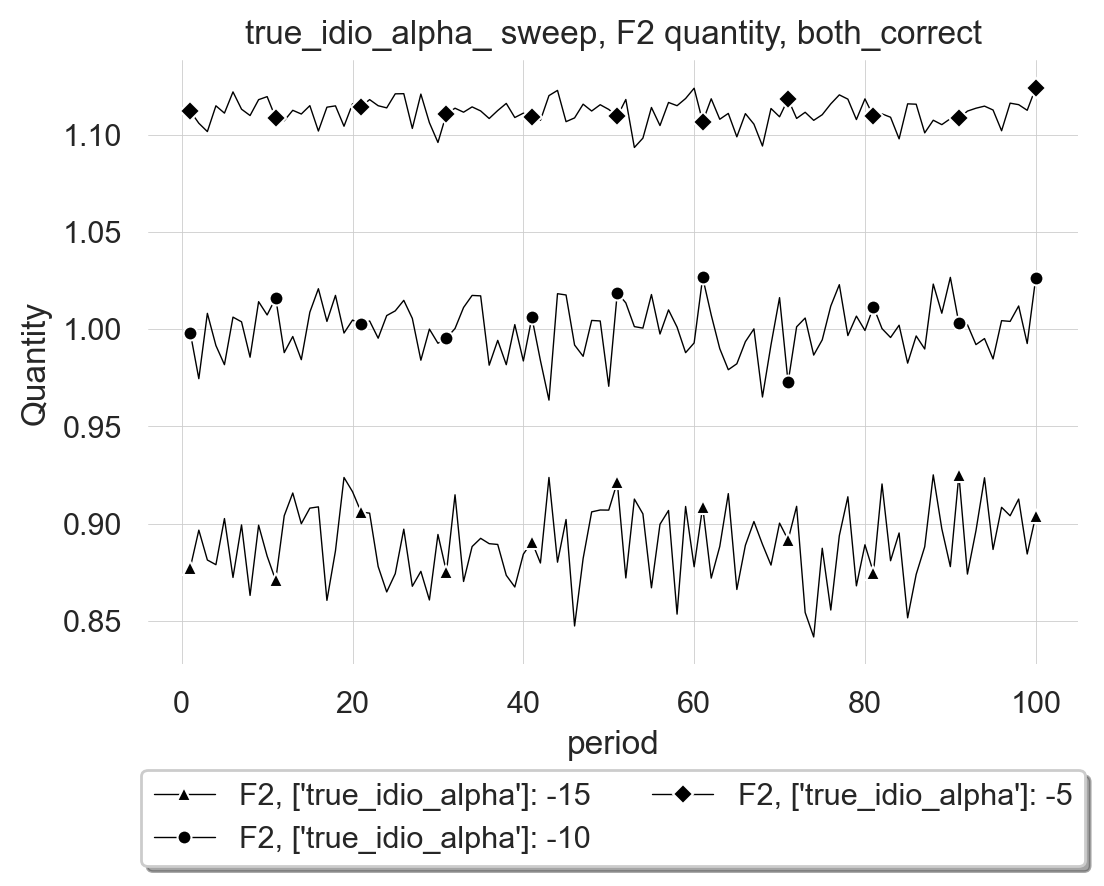 true_idio_alpha_ sweep, F2 quantity, both_correct
Quantity
1.10
1.05
1.00
0.95
0.90
0.85
0 20 40 60 80 100
period
F2, ['true_idio_alpha']: -15
F2, ['true_idio_alpha']: -10
F2, ['true_idio_alpha']: -5